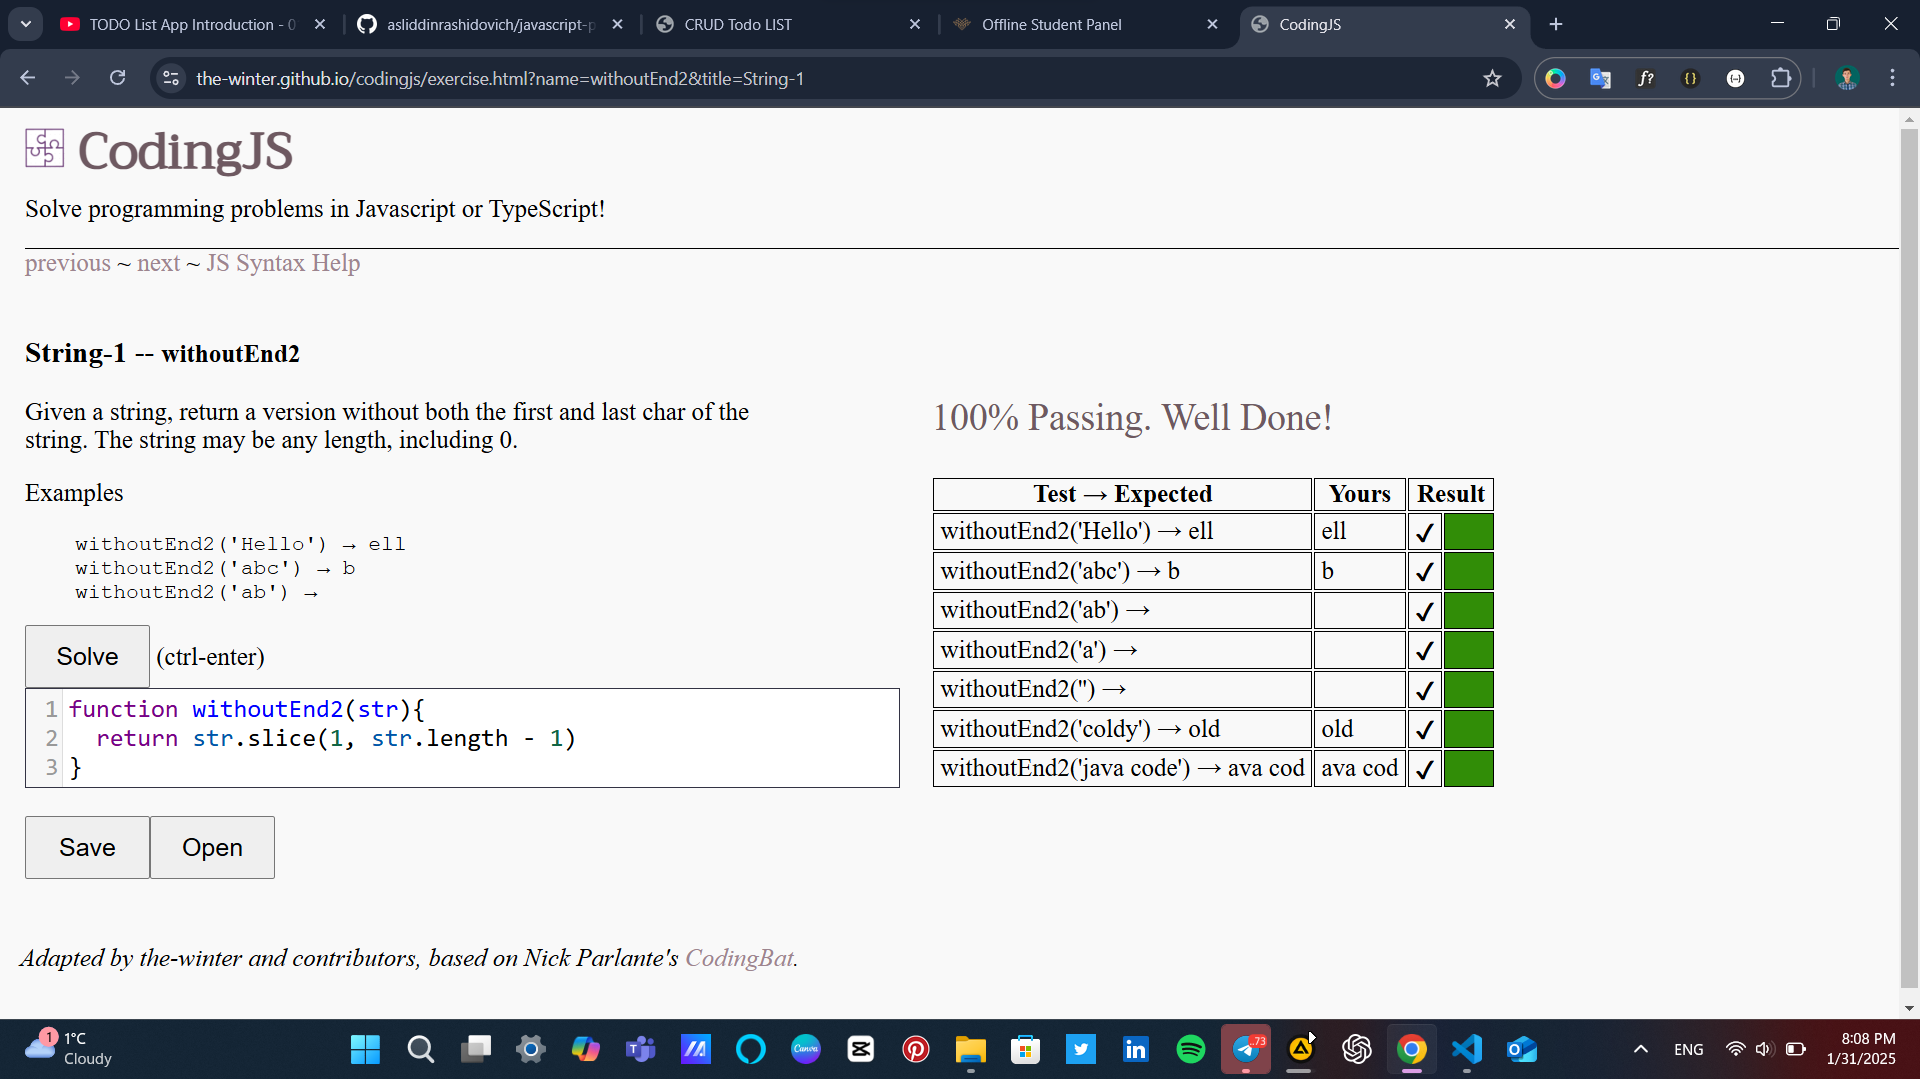 TODO List App Introduction - 0
asliddinrashidovich/javascript-p
CRUD Todo LIST
Offline Student Panel
CodingJS
the-winter.github.io/codingjs/exercise.html?name=withoutEnd2&title=String-1
CodingJS
Solve programming problems in Javascript or TypeScript!
previous ~ next ~ JS Syntax Help
String-1 -- withoutEnd2
Given a string, return a version without both the first and last char of the
string. The string may be any length, including 0.
Examples
withoutEnd2('Hello') → ell
withoutEnd2('abc') → b
withoutEnd2('ab') →
Solve (ctrl-enter)
1 function withoutEnd2(str){
2 return str.slice(1, str.length - 1)
3 }
Save Open
100% Passing. Well Done!
Test → Expected Yours Result
withoutEnd2('Hello') → ell ell ✓
withoutEnd2('abc') → b b ✓
withoutEnd2('ab') → ✓
withoutEnd2('a') → ✓
withoutEnd2('') → ✓
withoutEnd2('coldy') → old old ✓
withoutEnd2('java code') → ava cod ava cod ✓
Adapted by the-winter and contributors, based on Nick Parlante's CodingBat.
1
1°C
Cloudy
Canva
..73
ENG
8:08 PM
1/31/2025